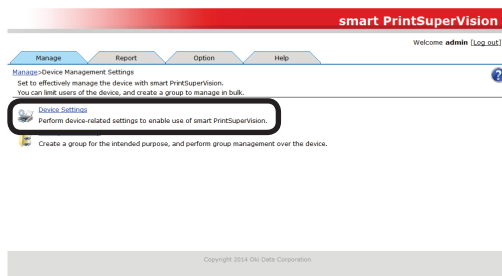 smart PrintSuperVision
Welcome admin [Log out]
Manage Report Option Help
Manage>Device Management Settings
Set to effectively manage the device with smart PrintSuperVision.
You can limit users of the device, and create a group to manage in bulk.
Device Settings
Perform device-related settings to enable use of smart PrintSuperVision.
Create a group for the intended purpose, and perform group management over the device.
Copyright 2014 Oki Data Corporation